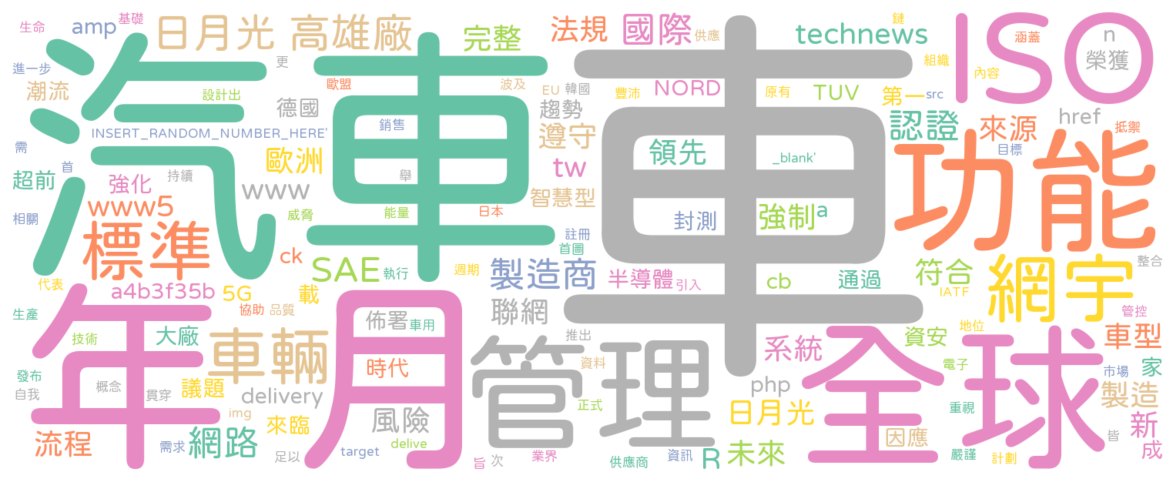 生命
基礎
amp
日月光
高雄廠
完整
法規
國際
供應
technews
鏈
涵蓋
n
ISO
進一步
更
歐盟
波及
組織
榮獲
潮流
設計出
德國
EU
韓國
豐沛
NORD
原有
TUV
內容
第一
src
汽車
車
INSERT_RANDOM_NUMBER_HERE'
銷售
趨勢
遵守
認證
來源
href
抵禦
需
首
歐洲
tw
領先
_blank'
目標
功能
超前
強化
持續
www
舉
智慧型
相關
www5
威脅
能量
日本
封測
強制
a
註冊
首圖
標準
ck
SAE
執行
週期
製造商
半導體
引入
cb
通過
符合
IATF
網宇
整合
代表
a4b3f35b
5G
載
協助
品質
佈署
車用
聯網
管控
生產
年
月
技術
大廠
車輛
時代
推出
系統
資安
地位
車型
發布
自我
概念
貫穿
議題
delivery
管理
資料
php
全球
電子
市場
家
img
來臨
風險
正式
日月光
重視
製造
流程
需求
網路
足以
target
delive
旨
次
業界
供應商
資訊
R
未來
因應
嚴謹
計劃
皆
新
成